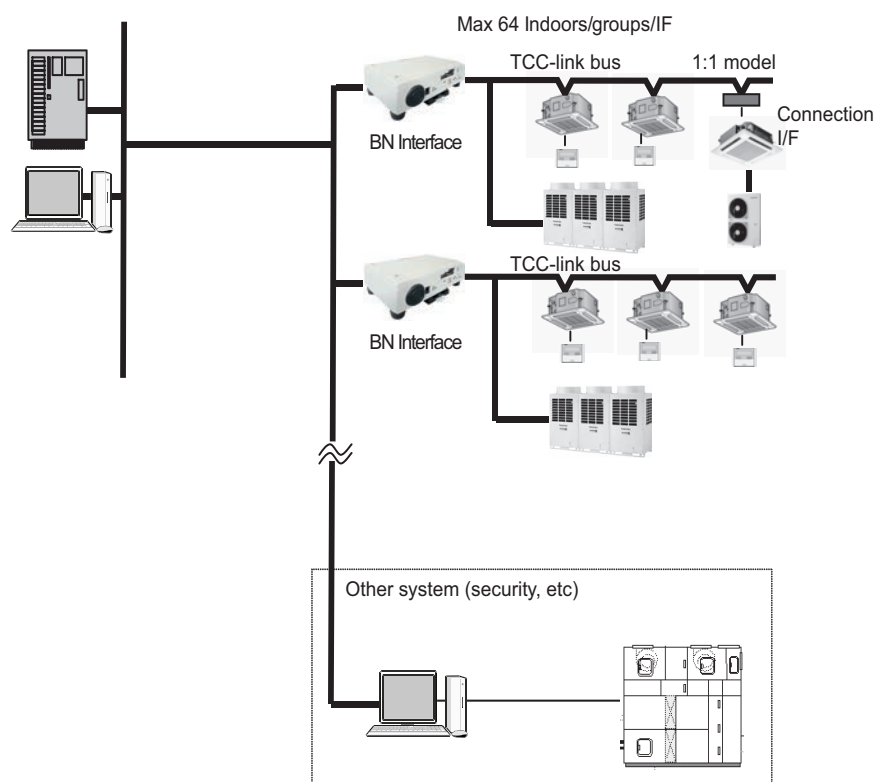 Max 64 Indoors/groups/IF
TCC-link bus
1:1 model
Connection
I/F
BN Interface
TCC-link bus
BN Interface
Other system (security, etc)